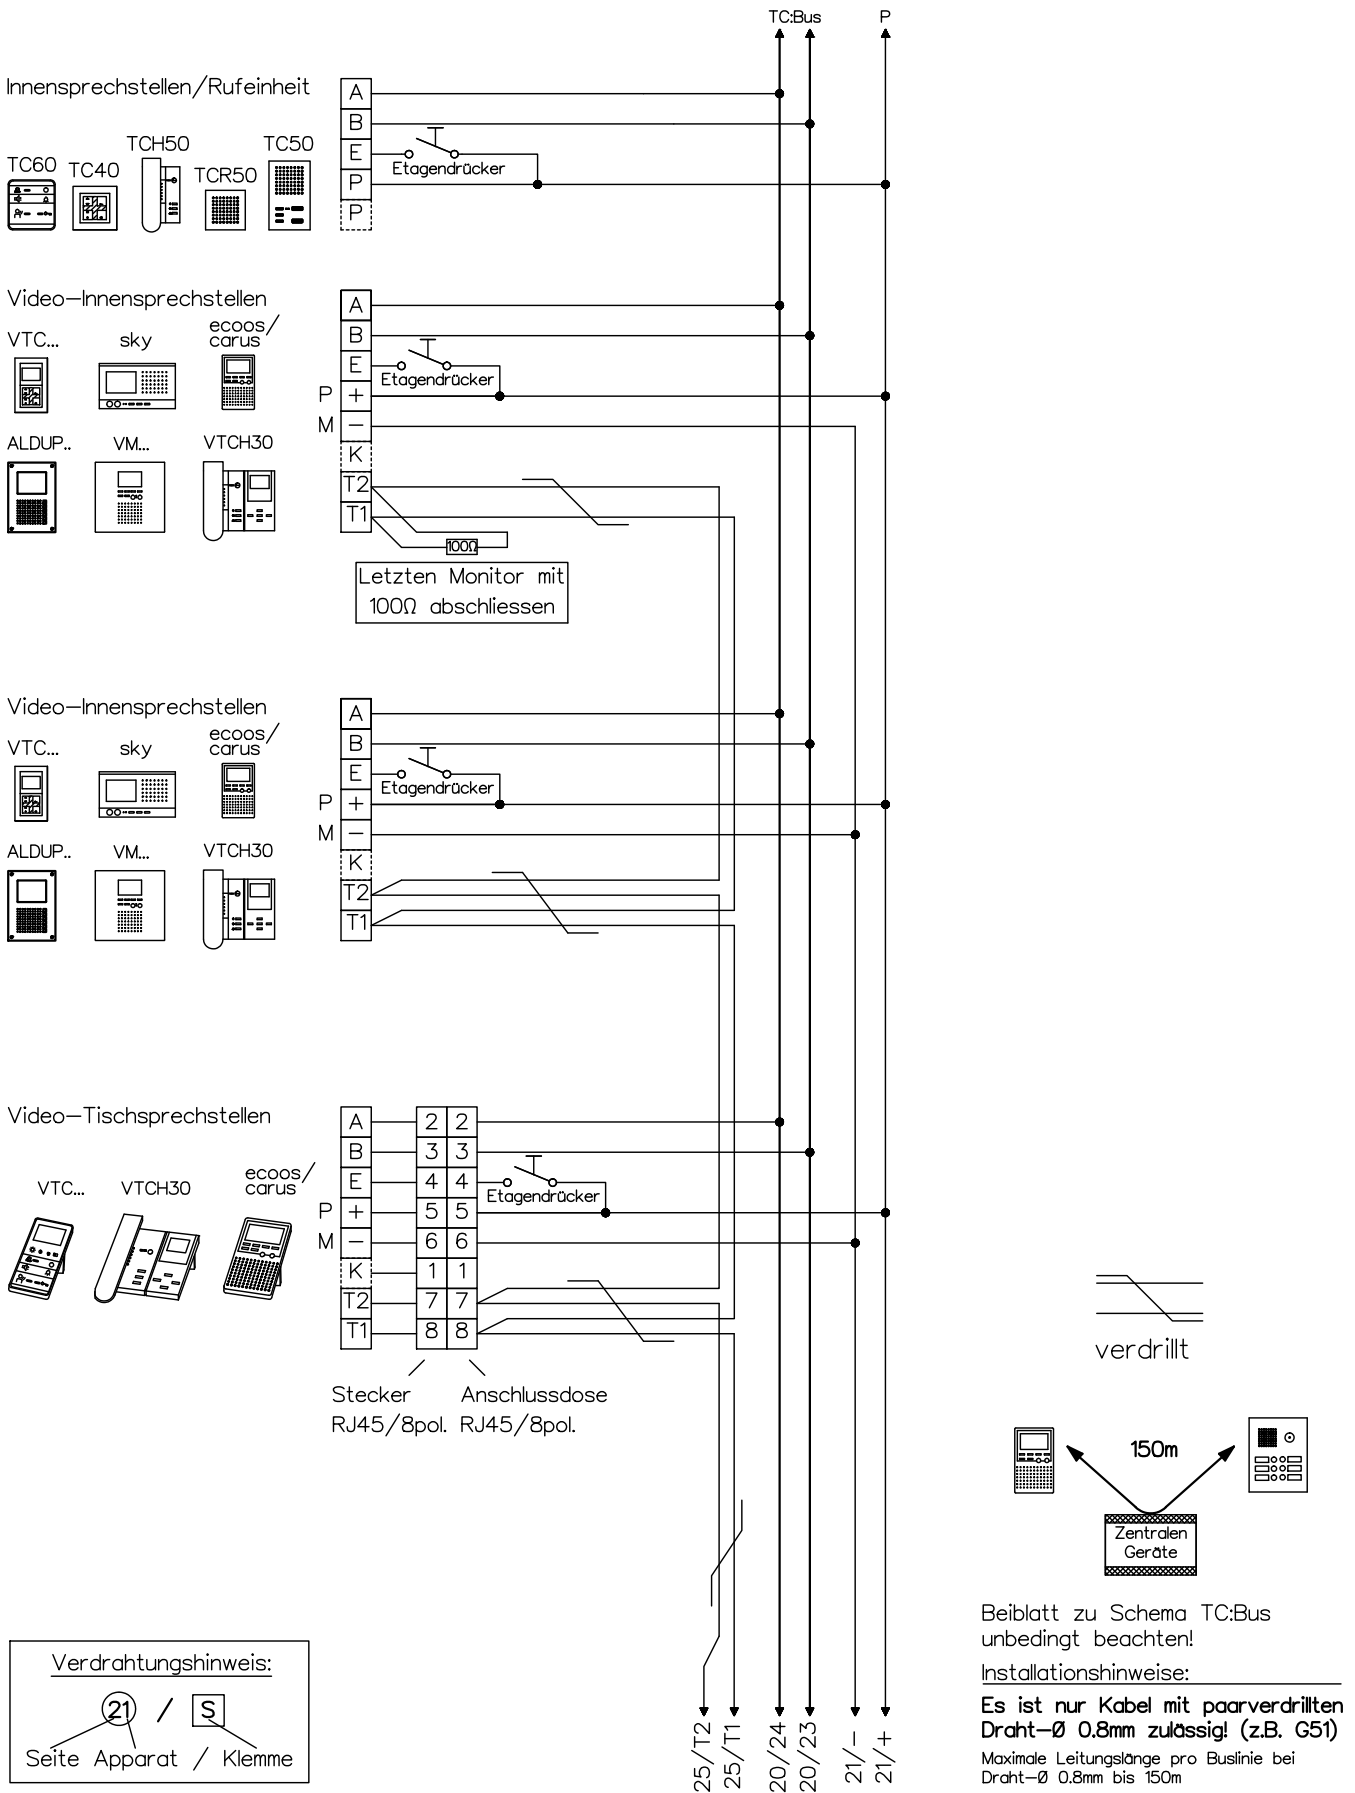 TC:Bus P
Innensprechstellen/Rufeinheit
TC60 TC40 TCH50 TCR50 TC50
A
B
E
Etagendrücker
P
P
Video-Innensprechstellen
VTC... sky ecoos/
carus
ALDUP.. VM... VTCH30
A
B
E
Etagendrücker
P +
M -
K
T2
T1
100Ω
Letzten Monitor mit
100Ω abschliessen
Video-Innensprechstellen
VTC... sky ecoos/
carus
ALDUP.. VM... VTCH30
A
B
E
Etagendrücker
P +
M -
K
T2
T1
Video-Tischsprechstellen
VTC... VTCH30 ecoos/
carus
A 2 2
B 3 3
E 4 4
Etagendrücker
P + 5 5
M - 6 6
K 1 1
T2 7 7
T1 8 8
Stecker
RJ45/8pol.
Anschlussdose
RJ45/8pol.
verdrillt
150m
Zentralen
Geräte
Beiblatt zu Schema TC:Bus
unbedingt beachten!
Installationshinweise:
Es ist nur Kabel mit paarverdrillten
Draht-Ø 0.8mm zulässig! (z.B. G51)
Maximale Leitungslänge pro Buslinie bei
Draht-Ø 0.8mm bis 150m
Verdrahtungshinweis:
21 / S
Seite Apparat / Klemme
25/T2
25/T1
20/24
20/23
21/-
21/+